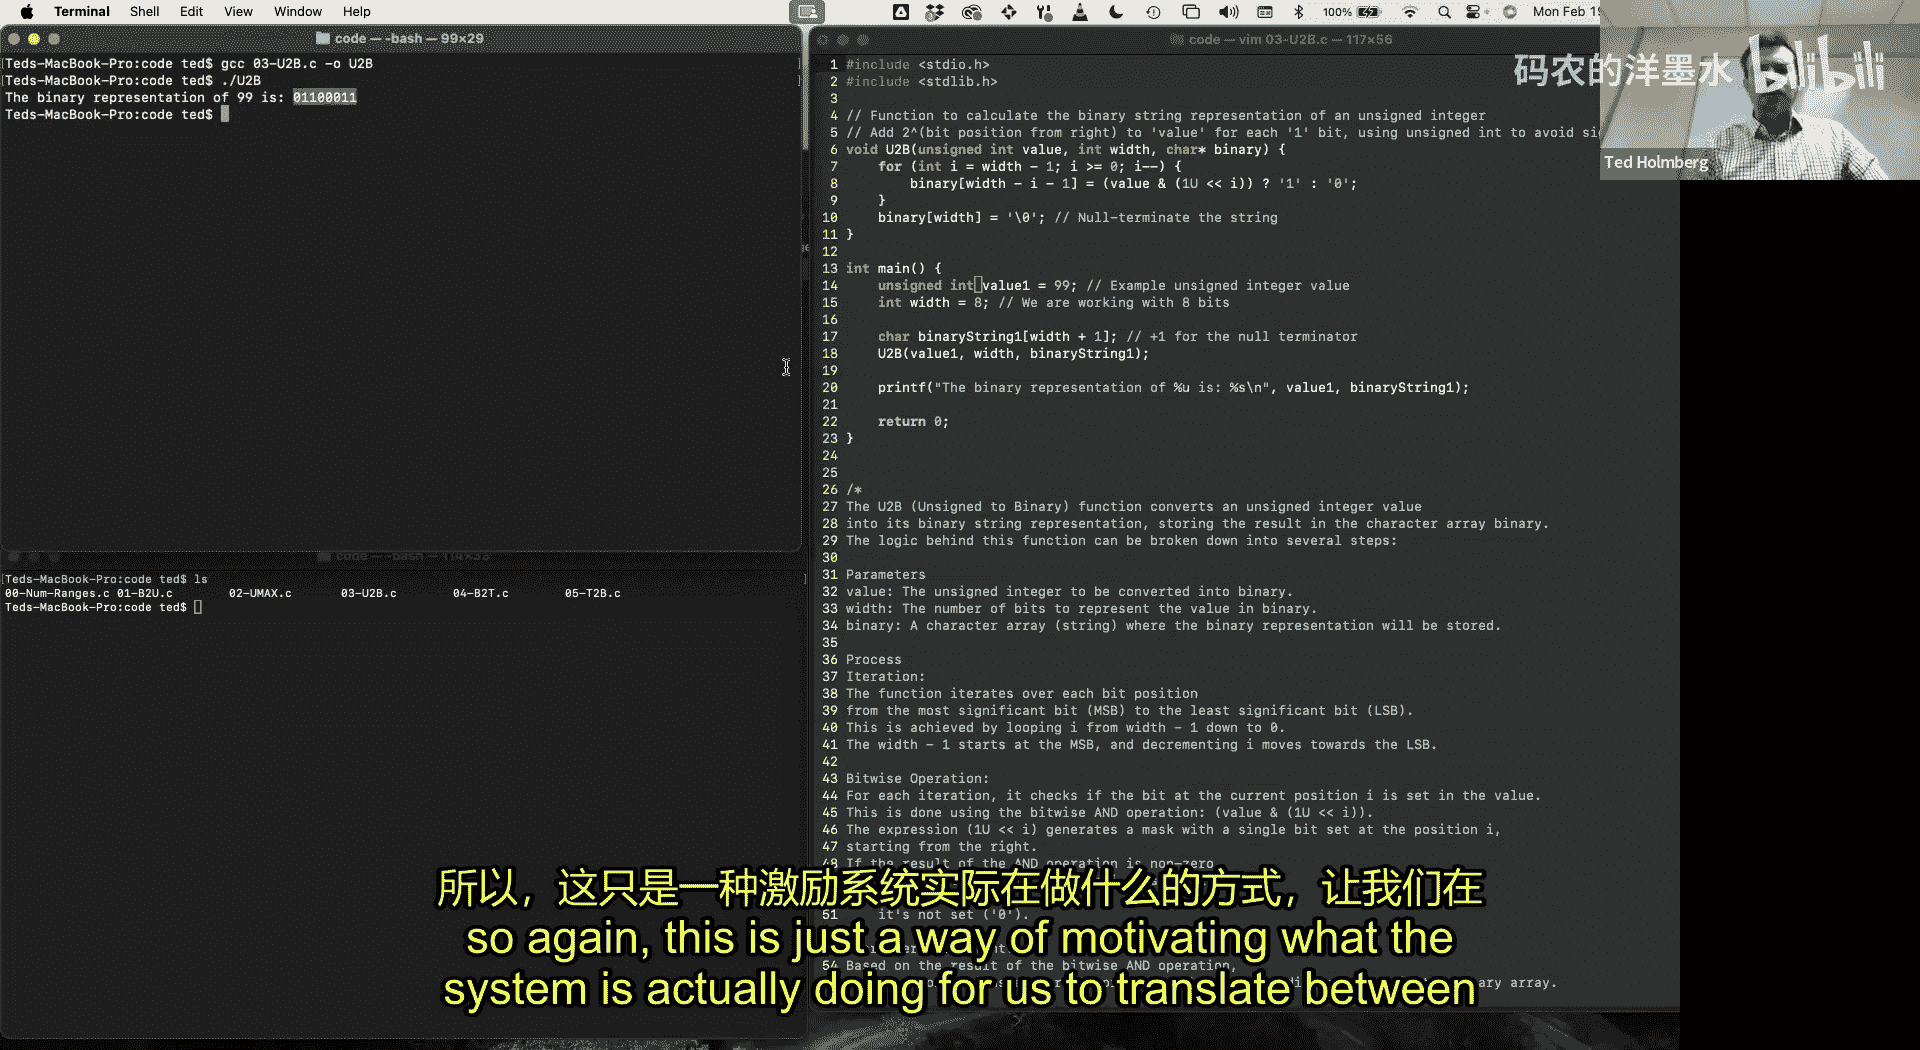 Terminal Shell Edit View Window Help
100%
Mon Feb 19
code — -bash — 99×29
Teds-MacBook-Pro:code ted$ gcc 03-U2B.c -o U2B
Teds-MacBook-Pro:code ted$ ./U2B
The binary representation of 99 is: 01100011
Teds-MacBook-Pro:code ted$
code — -bash — 114×33
Teds-MacBook-Pro:code ted$ ls
00-Num-Ranges.c 01-B2U.c 02-UMAX.c 03-U2B.c 04-B2T.c 05-T2B.c
Teds-MacBook-Pro:code ted$
code — vim 03-U2B.c — 117×56
1 #include <stdio.h>
2 #include <stdlib.h>
3
4 // Function to calculate the binary string representation of an unsigned integer
5 // Add 2^(bit position from right) to 'value' for each '1' bit, using unsigned int to avoid si
6 void U2B(unsigned int value, int width, char* binary) {
7 for (int i = width - 1; i >= 0; i--) {
8 binary[width - i - 1] = (value & (1U << i)) ? '1' : '0';
9 }
10 binary[width] = '\0'; // Null-terminate the string
11 }
12
13 int main() {
14 unsigned int value1 = 99; // Example unsigned integer value
15 int width = 8; // We are working with 8 bits
16
17 char binaryString1[width + 1]; // +1 for the null terminator
18 U2B(value1, width, binaryString1);
19
20 printf("The binary representation of %u is: %s\n", value1, binaryString1);
21
22 return 0;
23 }
24
25
26 /*
27 The U2B (Unsigned to Binary) function converts an unsigned integer value
28 into its binary string representation, storing the result in the character array binary.
29 The logic behind this function can be broken down into several steps:
30
31 Parameters
32 value: The unsigned integer to be converted into binary.
33 width: The number of bits to represent the value in binary.
34 binary: A character array (string) where the binary representation will be stored.
35
36 Process
37 Iteration:
38 The function iterates over each bit position
39 from the most significant bit (MSB) to the least significant bit (LSB).
40 This is achieved by looping i from width - 1 down to 0.
41 The width - 1 starts at the MSB, and decrementing i moves towards the LSB.
42
43 Bitwise Operation:
44 For each iteration, it checks if the bit at the current position i is set in the value.
45 This is done using the bitwise AND operation: (value & (1U << i)).
46 The expression (1U << i) generates a mask with a single bit set at the position i,
47 starting from the right.
48 If the result of the AND operation is non-zero
51 it's not set ('0').
54 Based on the result of the bitwise AND operation,
ary array.
码农的洋墨水 bilibili
Ted Holmberg
所以，这只是一种激励系统实际在做什么的方式，让我们在
so again, this is just a way of motivating what the
system is actually doing for us to translate between